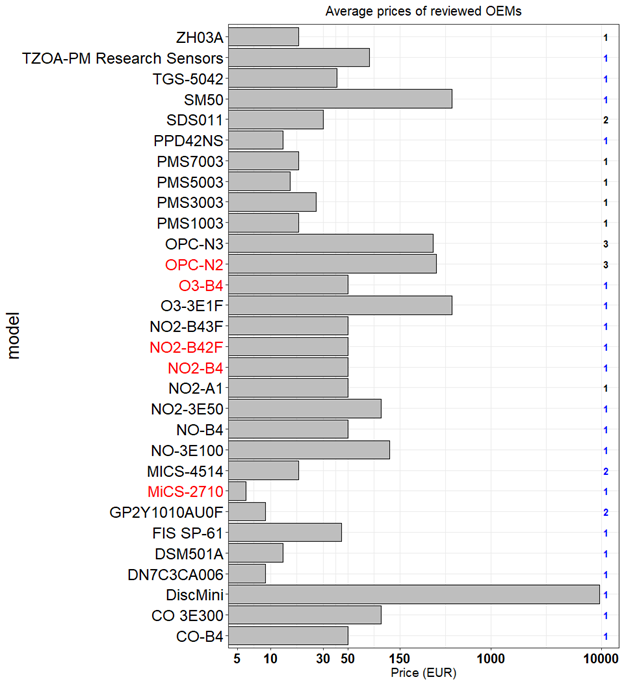 Average prices of reviewed OEMs
ZH03A 1
TZOA-PM Research Sensors 1
TGS-5042 1
SM50 1
SDS011 2
PPD42NS 1
PMS7003 1
PMS5003 1
PMS3003 1
PMS1003 1
OPC-N3 3
OPC-N2 3
O3-B4 1
O3-3E1F 1
NO2-B43F 1
NO2-B42F 1
NO2-B4 1
NO2-A1 1
NO2-3E50 1
NO-B4 1
NO-3E100 1
MICS-4514 2
MiCS-2710 1
GP2Y1010AU0F 2
FIS SP-61 1
DSM501A 1
DN7C3CA006 1
DiscMini 1
CO 3E300 1
CO-B4 1
model
5 10 30 50 150 1000 10000
Price (EUR)